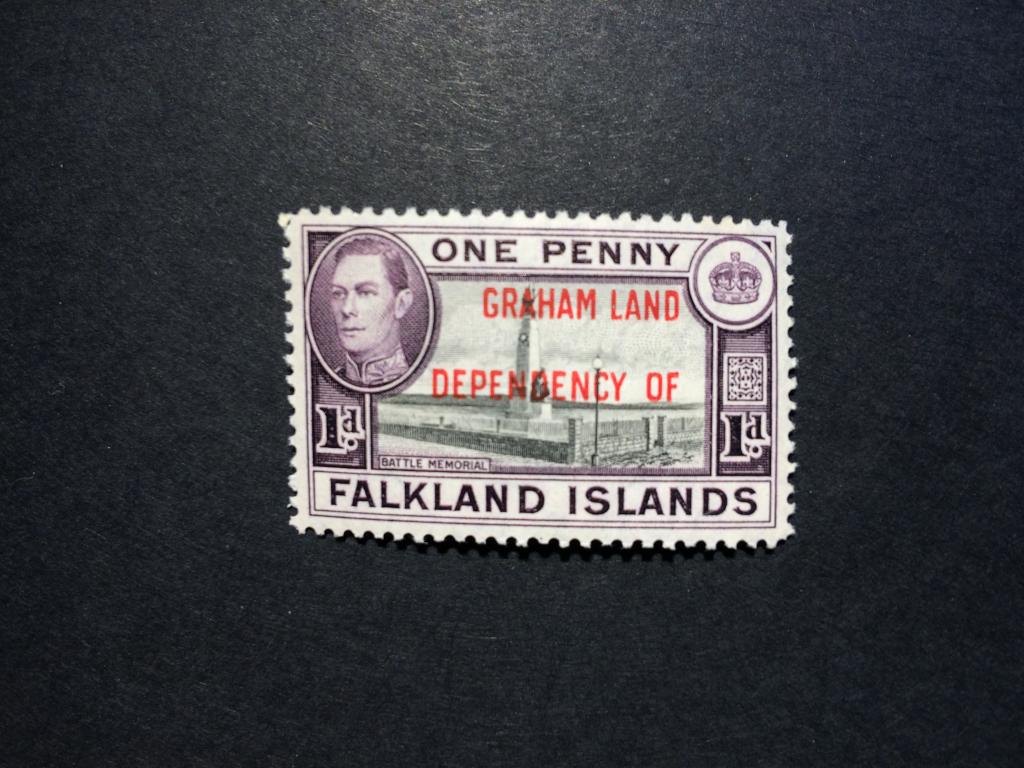 ONE PENNY
GRAHAM LAND
DEPENDENCY OF
1d. 1d.
BATTLE MEMORIAL
FALKLAND ISLANDS